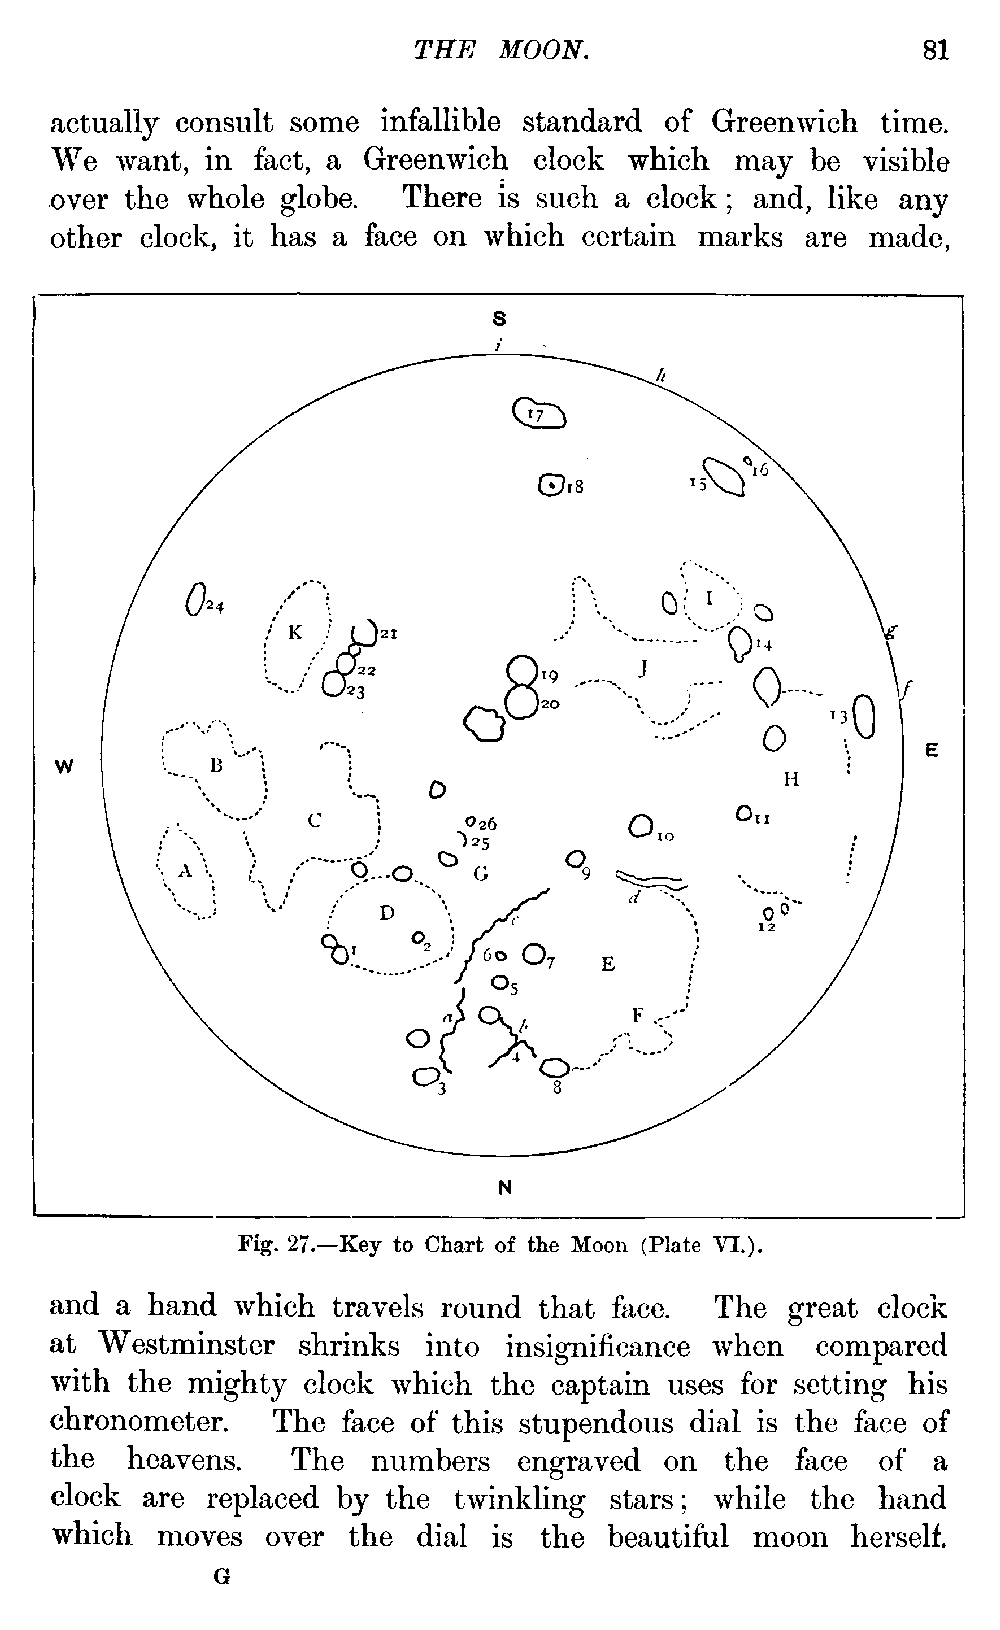 THE MOON. 81
actually consult some infallible standard of Greenwich time.
We want, in fact, a Greenwich clock which may be visible
over the whole globe. There is such a clock; and, like any
other clock, it has a face on which certain marks are made,
S
i
h
17
18
15 16
24
K
21
22
23
I
14
J
19
20
g
f
13
W
E
B
H
C
26
25
10
11
A
G
9
d
D
12
1
2
c
6
7
E
5
a
b
F
4
3
8
N
Fig. 27.—Key to Chart of the Moon (Plate VI.).
and a hand which travels round that face. The great clock
at Westminster shrinks into insignificance when compared
with the mighty clock which the captain uses for setting his
chronometer. The face of this stupendous dial is the face of
the heavens. The numbers engraved on the face of a
clock are replaced by the twinkling stars; while the hand
which moves over the dial is the beautiful moon herself.
G